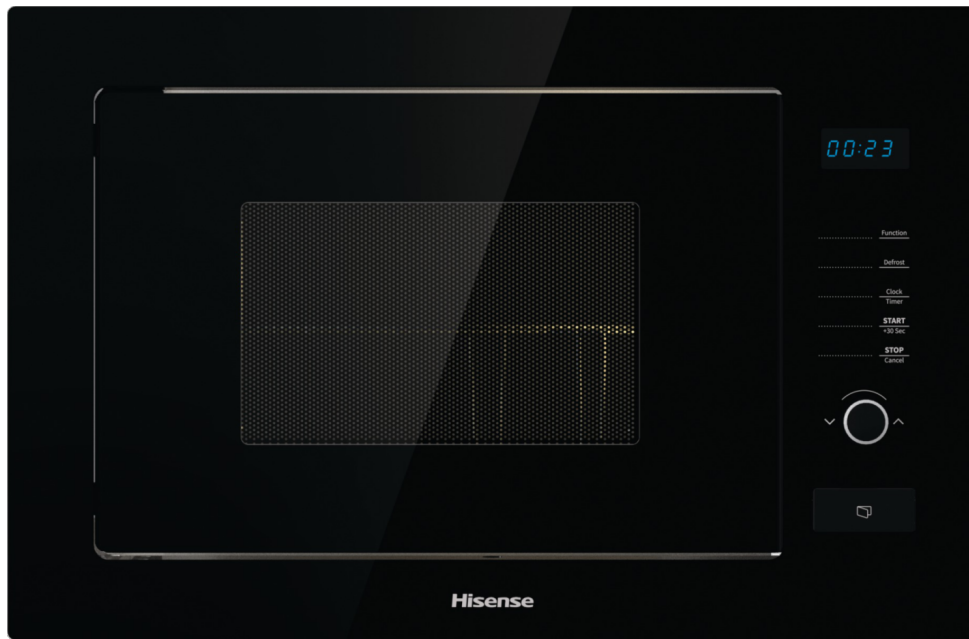 00:23
Function
Defrost
Clock
Timer
START
+30 Sec
STOP
Cancel
Hisense